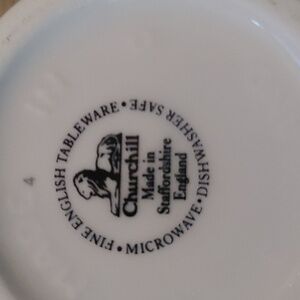 FINE ENGLISH TABLEWARE • DISHWASHER SAFE • MICROWAVE •
Churchill
Made in
Staffordshire
England
4